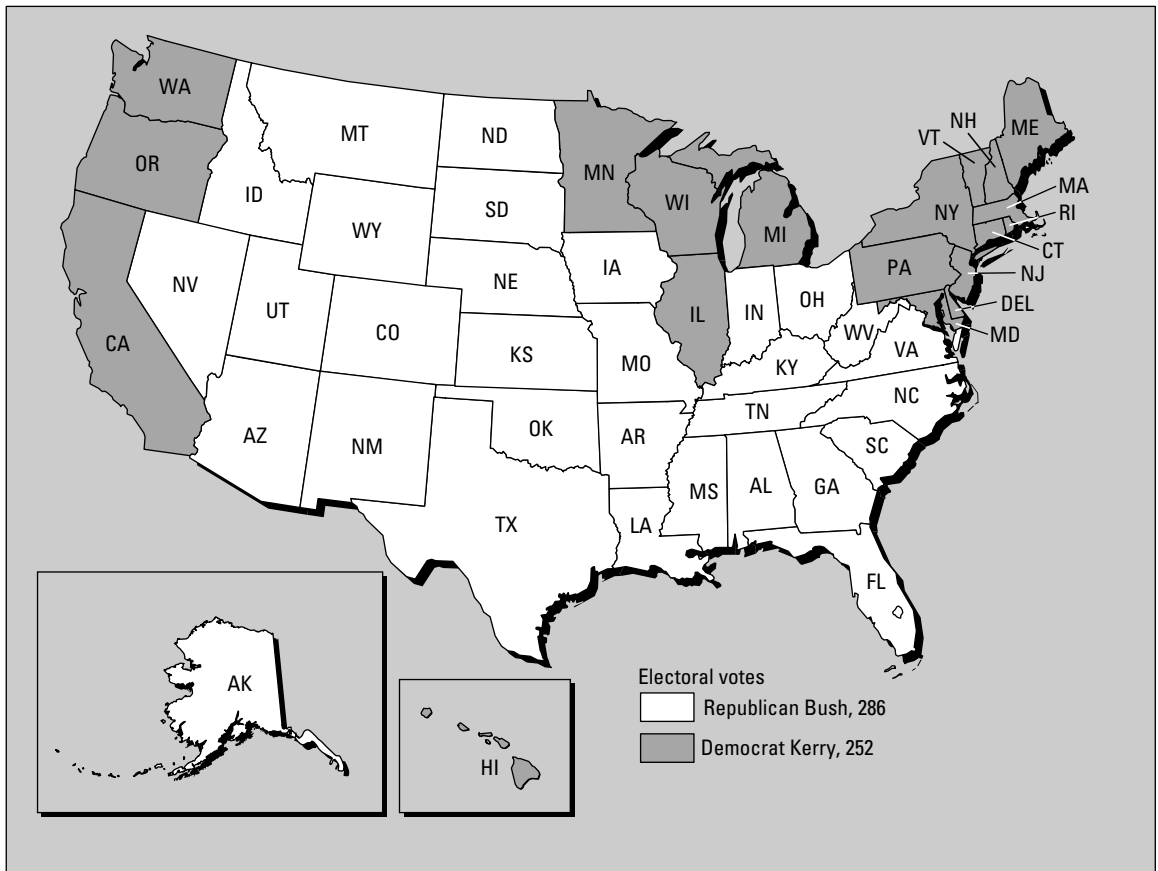 WA
MT
ND
MN
VT
NH
ME
OR
ID
SD
WI
MI
NY
MA
RI
CT
WY
IA
PA
NJ
NV
NE
OH
DEL
UT
CO
IL
IN
WV
MD
CA
KS
MO
KY
VA
AZ
NM
OK
AR
TN
NC
SC
TX
LA
MS
AL
GA
FL
AK
HI
Electoral votes
Republican Bush, 286
Democrat Kerry, 252